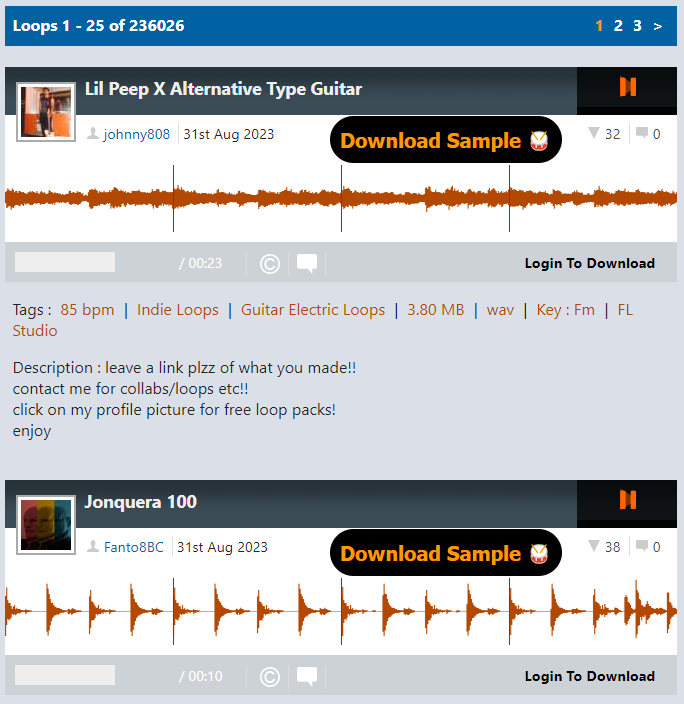 Loops 1 - 25 of 236026 1 2 3 >
Lil Peep X Alternative Type Guitar
johnny808 31st Aug 2023 Download Sample 32 0
/ 00:23 © Login To Download
Tags : 85 bpm | Indie Loops | Guitar Electric Loops | 3.80 MB | wav | Key : Fm | FL
Studio
Description : leave a link plzz of what you made!!
contact me for collabs/loops etc!!
click on my profile picture for free loop packs!
enjoy
Jonquera 100
Fanto8BC 31st Aug 2023 Download Sample 38 0
/ 00:10 © Login To Download